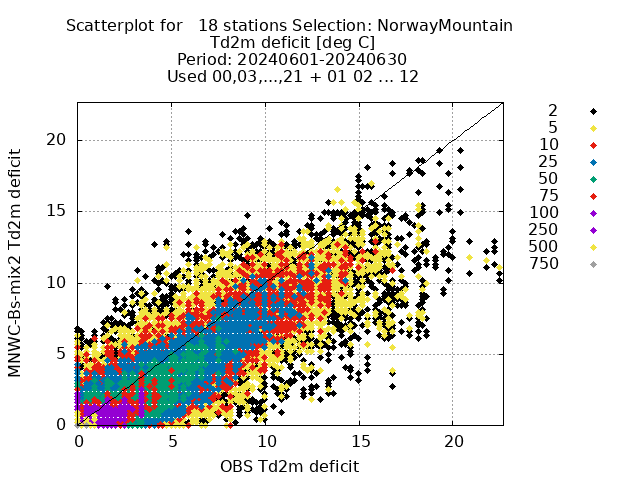 Scatterplot for   18 stations Selection: NorwayMountain
Td2m deficit [deg C]
Period: 20240601-20240630
Used 00,03,...,21 + 01 02 ... 12
MNWC-Bs-mix2 Td2m deficit
20
15
10
5
0
0 5 10 15 20
OBS Td2m deficit
2
5
10
25
50
75
100
250
500
750